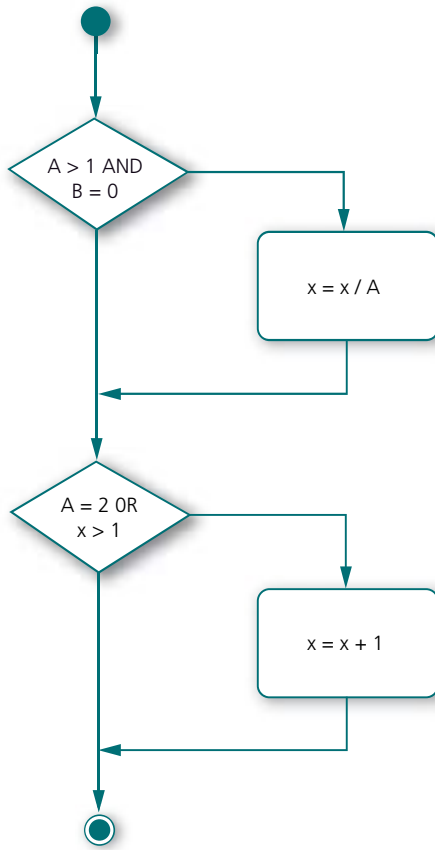 A > 1 AND
B = 0
x = x / A
A = 2 0R
x > 1
x = x + 1